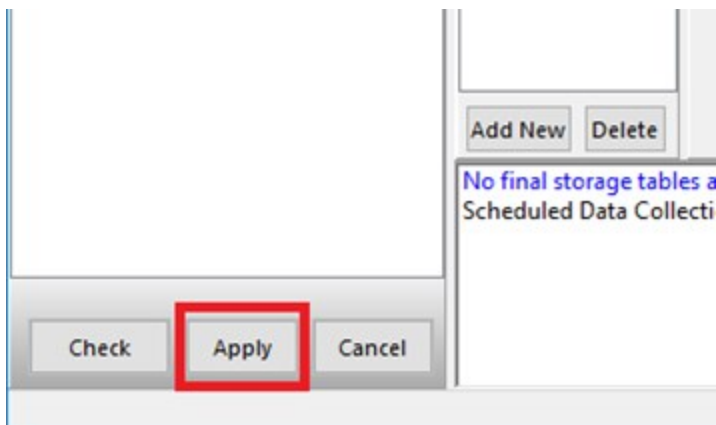 Add New Delete
No final storage tables a
Scheduled Data Collecti
Check Apply Cancel